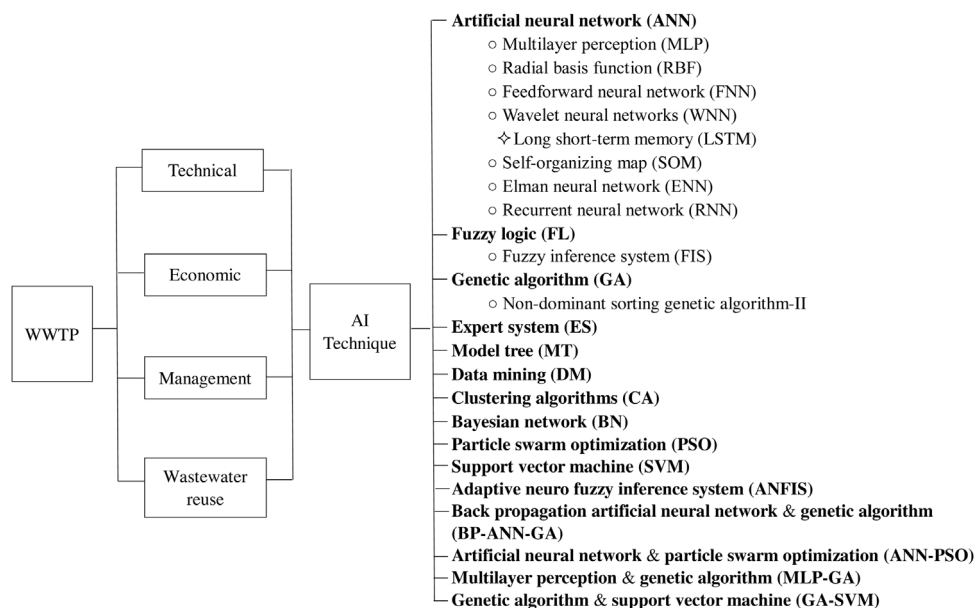 WWTP
Technical
Economic
Management
Wastewater
reuse
AI
Technique
Artificial neural network (ANN)
Multilayer perception (MLP)
Radial basis function (RBF)
Feedforward neural network (FNN)
Wavelet neural networks (WNN)
Long short-term memory (LSTM)
Self-organizing map (SOM)
Elman neural network (ENN)
Recurrent neural network (RNN)
Fuzzy logic (FL)
Fuzzy inference system (FIS)
Genetic algorithm (GA)
Non-dominant sorting genetic algorithm-II
Expert system (ES)
Model tree (MT)
Data mining (DM)
Clustering algorithms (CA)
Bayesian network (BN)
Particle swarm optimization (PSO)
Support vector machine (SVM)
Adaptive neuro fuzzy inference system (ANFIS)
Back propagation artificial neural network & genetic algorithm
(BP-ANN-GA)
Artificial neural network & particle swarm optimization (ANN-PSO)
Multilayer perception & genetic algorithm (MLP-GA)
Genetic algorithm & support vector machine (GA-SVM)